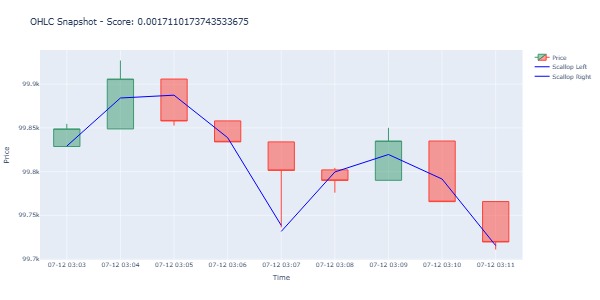 OHLC Snapshot - Score: 0.0017110173743533675
Price
Scallop Left
Scallop Right
99.9k
99.85k
99.8k
99.75k
99.7k
Price
07-12 03:03
07-12 03:04
07-12 03:05
07-12 03:06
07-12 03:07
07-12 03:08
07-12 03:09
07-12 03:10
07-12 03:11
Time